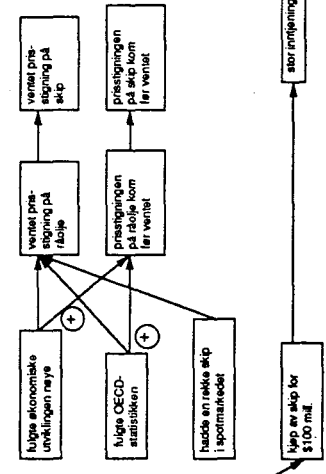 fulgte økonomiske
utviklingen nøye
ventet pris-
stigning på
råolje
ventet pris-
stigning på
skip
+
fulgte OECD-
statistikken
prisstigningen
på råolje kom
før ventet
prisstigningen
på skip kom
før ventet
+
hadde en rekke skip
i spotmarkedet
kjøp av skip for
$100 mill.
stor inntjening